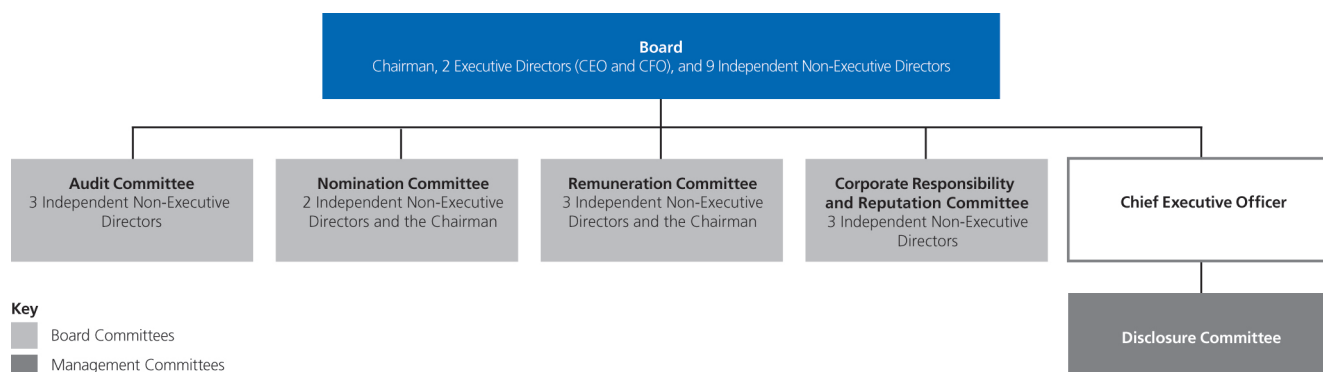 Board
Chairman, 2 Executive Directors (CEO and CFO), and 9 Independent Non-Executive Directors
Audit Committee
3 Independent Non-Executive
Directors
Nomination Committee
2 Independent Non-Executive
Directors and the Chairman
Remuneration Committee
3 Independent Non-Executive
Directors and the Chairman
Corporate Responsibility
and Reputation Committee
3 Independent Non-Executive
Directors
Chief Executive Officer
Disclosure Committee
Key
Board Committees
Management Committees